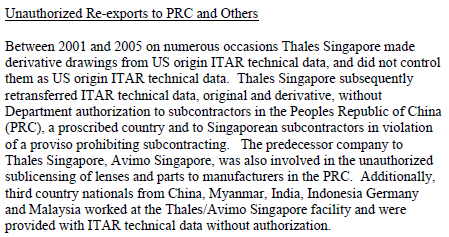 Unauthorized Re-exports to PRC and Others
Between 2001 and 2005 on numerous occasions Thales Singapore made
derivative drawings from US origin ITAR technical data, and did not control
them as US origin ITAR technical data.  Thales Singapore subsequently
retransferred ITAR technical data, original and derivative, without
Department authorization to subcontractors in the Peoples Republic of China
(PRC), a proscribed country and to Singaporean subcontractors in violation
of a proviso prohibiting subcontracting.   The predecessor company to
Thales Singapore, Avimo Singapore, was also involved in the unauthorized
sublicensing of lenses and parts to manufacturers in the PRC.  Additionally,
third country nationals from China, Myanmar, India, Indonesia Germany
and Malaysia worked at the Thales/Avimo Singapore facility and were
provided with ITAR technical data without authorization.